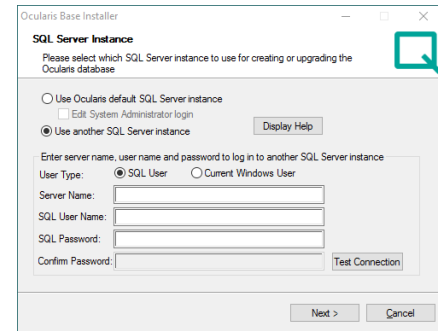 Ocularis Base Installer
SQL Server Instance
Please select which SQL Server instance to use for creating or upgrading the
Ocularis database
Use Ocularis default SQL Server instance
Edit System Administrator login
Use another SQL Server instance
Display Help
Enter server name, user name and password to log in to another SQL Server instance
User Type: SQL User Current Windows User
Server Name:
SQL User Name:
SQL Password:
Confirm Password: Test Connection
Next > Cancel